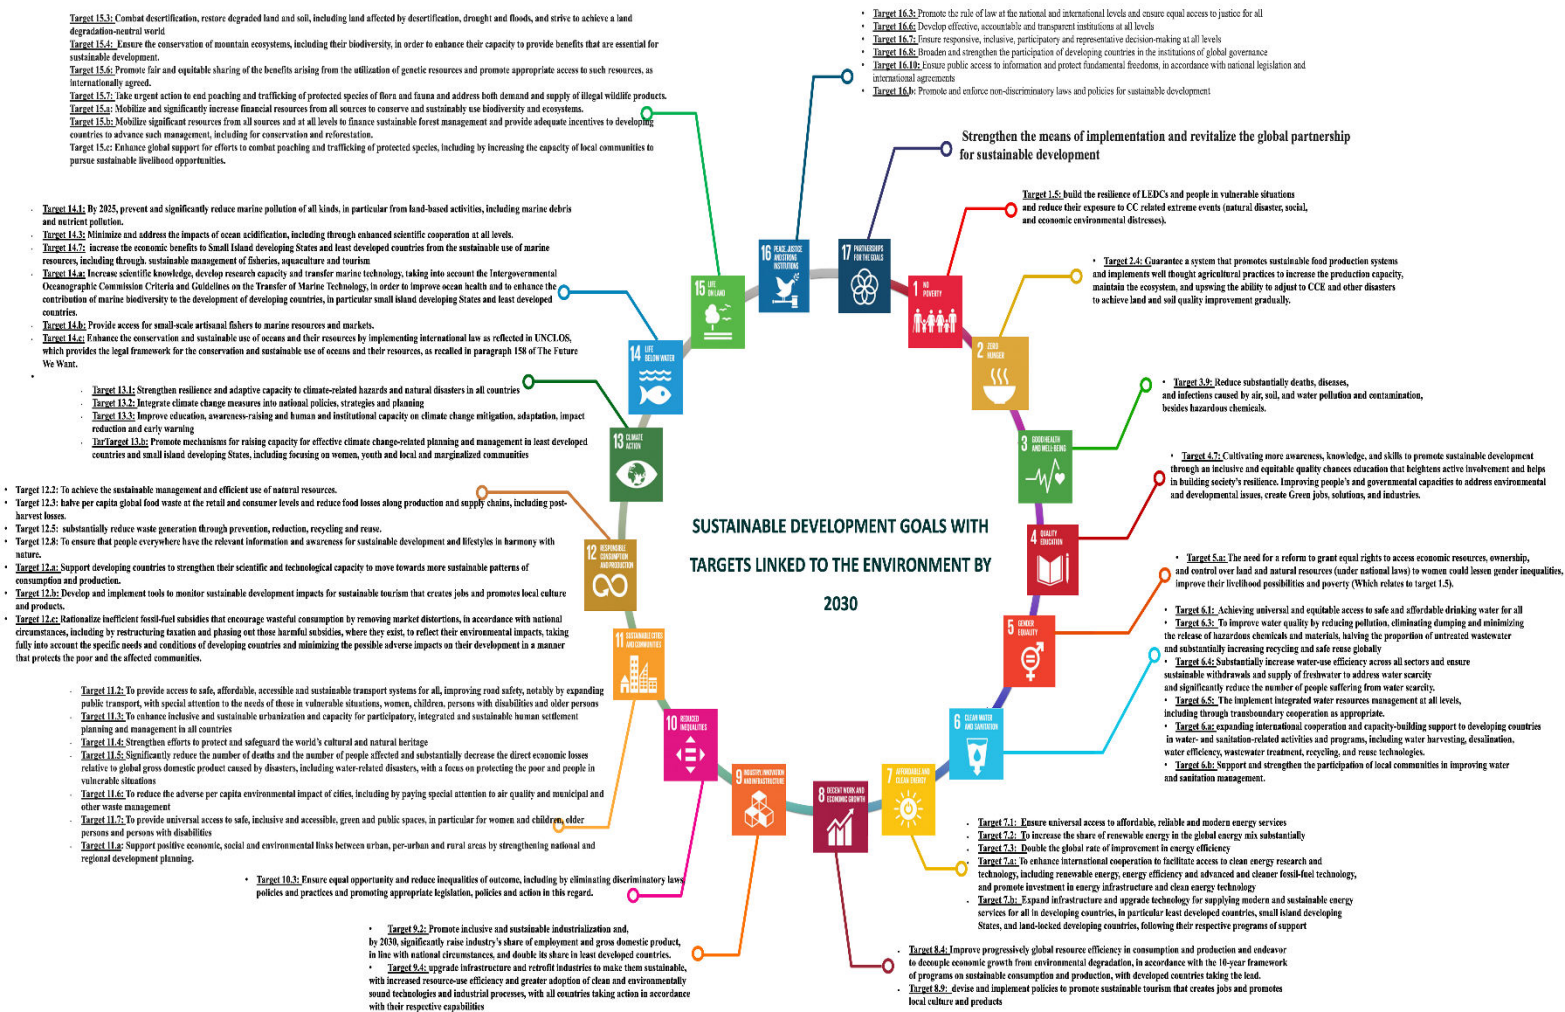 Target 15.3: Combat desertification, restore degraded land and soil, including land affected by desertification, drought and floods, and strive to achieve a land
degradation-neutral world
Target 15.4: Ensure the conservation of mountain ecosystems, including their biodiversity, in order to enhance their capacity to provide benefits that are essential for
sustainable development.
Target 15.6: Promote fair and equitable sharing of the benefits arising from the utilization of genetic resources and promote appropriate access to such resources, as
internationally agreed.
Target 15.7: Take urgent action to end poaching and trafficking of protected species of flora and fauna and address both demand and supply of illegal wildlife products.
Target 15.a: Mobilize and significantly increase financial resources from all sources to conserve and sustainably use biodiversity and ecosystems.
Target 15.b: Mobilize significant resources from all sources and at all levels to finance sustainable forest management and provide adequate incentives to developing
countries to advance such management, including for conservation and reforestation.
Target 15.c: Enhance global support for efforts to combat poaching and trafficking of protected species, including by increasing the capacity of local communities to
pursue sustainable livelihood opportunities.
• Target 16.3: Promote the rule of law at the national and international levels and ensure equal access to justice for all
• Target 16.6: Develop effective, accountable and transparent institutions at all levels
• Target 16.7: Ensure responsive, inclusive, participatory and representative decision-making at all levels
• Target 16.8: Broaden and strengthen the participation of developing countries in the institutions of global governance
• Target 16.10: Ensure public access to information and protect fundamental freedoms, in accordance with national legislation and
international agreements
• Target 16.b: Promote and enforce non-discriminatory laws and policies for sustainable development
Strengthen the means of implementation and revitalize the global partnership
for sustainable development
Target 1.5: build the resilience of LEDCs and people in vulnerable situations
and reduce their exposure to CC related extreme events (natural disaster, social,
and economic environmental distresses).
• Target 2.4: Guarantee a system that promotes sustainable food production systems
and implements well thought agricultural practices to increase the production capacity,
maintain the ecosystem, and upswing the ability to adjust to CCE and other disasters
to achieve land and soil quality improvement gradually.
• Target 3.9: Reduce substantially deaths, diseases,
and infections caused by air, soil, and water pollution and contamination,
besides hazardous chemicals.
• Target 4.7: Cultivating more awareness, knowledge, and skills to promote sustainable development
through an inclusive and equitable quality chances education that heightens active involvement and helps
in building society's resilience. Improving people's and governmental capacities to address environmental
and developmental issues, create Green jobs, solutions, and industries.
• Target 5.a: The need for a reform to grant equal rights to access economic resources, ownership,
and control over land and natural resources (under national laws) to women could lessen gender inequalities,
improve their livelihood possibilities and poverty (Which relates to target 1.5).
• Target 6.1: Achieving universal and equitable access to safe and affordable drinking water for all
• Target 6.3: To improve water quality by reducing pollution, eliminating dumping and minimizing
the release of hazardous chemicals and materials, halving the proportion of untreated wastewater
and substantially increasing recycling and safe reuse globally
• Target 6.4: Substantially increase water-use efficiency across all sectors and ensure
sustainable withdrawals and supply of freshwater to address water scarcity
and significantly reduce the number of people suffering from water scarcity.
• Target 6.5: The implement integrated water resources management at all levels,
including through transboundary cooperation as appropriate.
• Target 6.a: expanding international cooperation and capacity-building support to developing countries
in water- and sanitation-related activities and programs, including water harvesting, desalination,
water efficiency, wastewater treatment, recycling, and reuse technologies.
• Target 6.b: Support and strengthen the participation of local communities in improving water
and sanitation management.
• Target 7.1: Ensure universal access to affordable, reliable and modern energy services
• Target 7.2: To increase the share of renewable energy in the global energy mix substantially
• Target 7.3: Double the global rate of improvement in energy efficiency
• Target 7.a: To enhance international cooperation to facilitate access to clean energy research and
technology, including renewable energy, energy efficiency and advanced and cleaner fossil-fuel technology,
and promote investment in energy infrastructure and clean energy technology
• Target 7.b: Expand infrastructure and upgrade technology for supplying modern and sustainable energy
services for all in developing countries, in particular least developed countries, small island developing
States, and land-locked developing countries, following their respective programs of support
• Target 8.4: Improve progressively global resource efficiency in consumption and production and endeavor
to decouple economic growth from environmental degradation, in accordance with the 10-year framework
of programs on sustainable consumption and production, with developed countries taking the lead.
• Target 8.9: devise and implement policies to promote sustainable tourism that creates jobs and promotes
local culture and products
• Target 9.2: Promote inclusive and sustainable industrialization and,
by 2030, significantly raise industry's share of employment and gross domestic product,
in line with national circumstances, and double its share in least developed countries.
• Target 9.4: upgrade infrastructure and retrofit industries to make them sustainable,
with increased resource-use efficiency and greater adoption of clean and environmentally
sound technologies and industrial processes, with all countries taking action in accordance
with their respective capabilities
• Target 10.3: Ensure equal opportunity and reduce inequalities of outcome, including by eliminating discriminatory laws,
policies and practices and promoting appropriate legislation, policies and action in this regard.
Target 11.2: To provide access to safe, affordable, accessible and sustainable transport systems for all, improving road safety, notably by expanding
public transport, with special attention to the needs of those in vulnerable situations, women, children, persons with disabilities and older persons
Target 11.3: To enhance inclusive and sustainable urbanization and capacity for participatory, integrated and sustainable human settlement
planning and management in all countries
Target 11.4: Strengthen efforts to protect and safeguard the world's cultural and natural heritage
Target 11.5: Significantly reduce the number of deaths and the number of people affected and substantially decrease the direct economic losses
relative to global gross domestic product caused by disasters, including water-related disasters, with a focus on protecting the poor and people in
vulnerable situations
Target 11.6: To reduce the adverse per capita environmental impact of cities, including by paying special attention to air quality and municipal and
other waste management
Target 11.7: To provide universal access to safe, inclusive and accessible, green and public spaces, in particular for women and children, older
persons and persons with disabilities
Target 11.a: Support positive economic, social and environmental links between urban, per-urban and rural areas by strengthening national and
regional development planning.
• Target 12.2: To achieve the sustainable management and efficient use of natural resources.
• Target 12.3: halve per capita global food waste at the retail and consumer levels and reduce food losses along production and supply chains, including post-
harvest losses.
• Target 12.5: substantially reduce waste generation through prevention, reduction, recycling and reuse.
• Target 12.8: To ensure that people everywhere have the relevant information and awareness for sustainable development and lifestyles in harmony with
nature.
• Target 12.a: Support developing countries to strengthen their scientific and technological capacity to move towards more sustainable patterns of
consumption and production.
• Target 12.b: Develop and implement tools to monitor sustainable development impacts for sustainable tourism that creates jobs and promotes local culture
and products.
• Target 12.c: Rationalize inefficient fossil-fuel subsidies that encourage wasteful consumption by removing market distortions, in accordance with national
circumstances, including by restructuring taxation and phasing out those harmful subsidies, where they exist, to reflect their environmental impacts, taking
fully into account the specific needs and conditions of developing countries and minimizing the possible adverse impacts on their development in a manner
that protects the poor and the affected communities.
Target 13.1: Strengthen resilience and adaptive capacity to climate-related hazards and natural disasters in all countries
Target 13.2: Integrate climate change measures into national policies, strategies and planning
Target 13.3: Improve education, awareness-raising and human and institutional capacity on climate change mitigation, adaptation, impact
reduction and early warning
TarTarget 13.b: Promote mechanisms for raising capacity for effective climate change-related planning and management in least developed
countries and small island developing States, including focusing on women, youth and local and marginalized communities
Target 14.1: By 2025, prevent and significantly reduce marine pollution of all kinds, in particular from land-based activities, including marine debris
and nutrient pollution.
Target 14.3: Minimize and address the impacts of ocean acidification, including through enhanced scientific cooperation at all levels.
Target 14.7: increase the economic benefits to Small Island developing States and least developed countries from the sustainable use of marine
resources, including through. sustainable management of fisheries, aquaculture and tourism
Target 14.a: Increase scientific knowledge, develop research capacity and transfer marine technology, taking into account the Intergovernmental
Oceanographic Commission Criteria and Guidelines on the Transfer of Marine Technology, in order to improve ocean health and to enhance the
contribution of marine biodiversity to the development of developing countries, in particular small island developing States and least developed
countries.
Target 14.b: Provide access for small-scale artisanal fishers to marine resources and markets.
Target 14.c: Enhance the conservation and sustainable use of oceans and their resources by implementing international law as reflected in UNCLOS,
which provides the legal framework for the conservation and sustainable use of oceans and their resources, as recalled in paragraph 158 of The Future
We Want.
SUSTAINABLE DEVELOPMENT GOALS WITH
TARGETS LINKED TO THE ENVIRONMENT BY
2030
1 NO
POVERTY
2 ZERO
HUNGER
3 GOOD HEALTH
AND WELL-BEING
4 QUALITY
EDUCATION
5 GENDER
EQUALITY
6 CLEAN WATER
AND SANITATION
7 AFFORDABLE AND
CLEAN ENERGY
8 DECENT WORK AND
ECONOMIC GROWTH
9 INDUSTRY, INNOVATION
AND INFRASTRUCTURE
10 REDUCED
INEQUALITIES
11 SUSTAINABLE CITIES
AND COMMUNITIES
12 RESPONSIBLE
CONSUMPTION
AND PRODUCTION
13 CLIMATE
ACTION
14 LIFE
BELOW WATER
15 LIFE
ON LAND
16 PEACE, JUSTICE
AND STRONG
INSTITUTIONS
17 PARTNERSHIPS
FOR THE GOALS